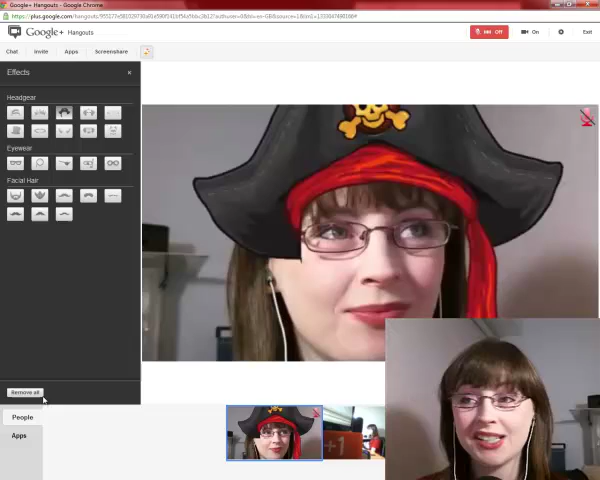 Google+ Hangouts - Google Chrome
Google+ Hangouts
Off
On
Exit
Chat Invite Apps Screenshare
Effects
Headgear
Eyewear
Facial Hair
Remove all
People
Apps
+1